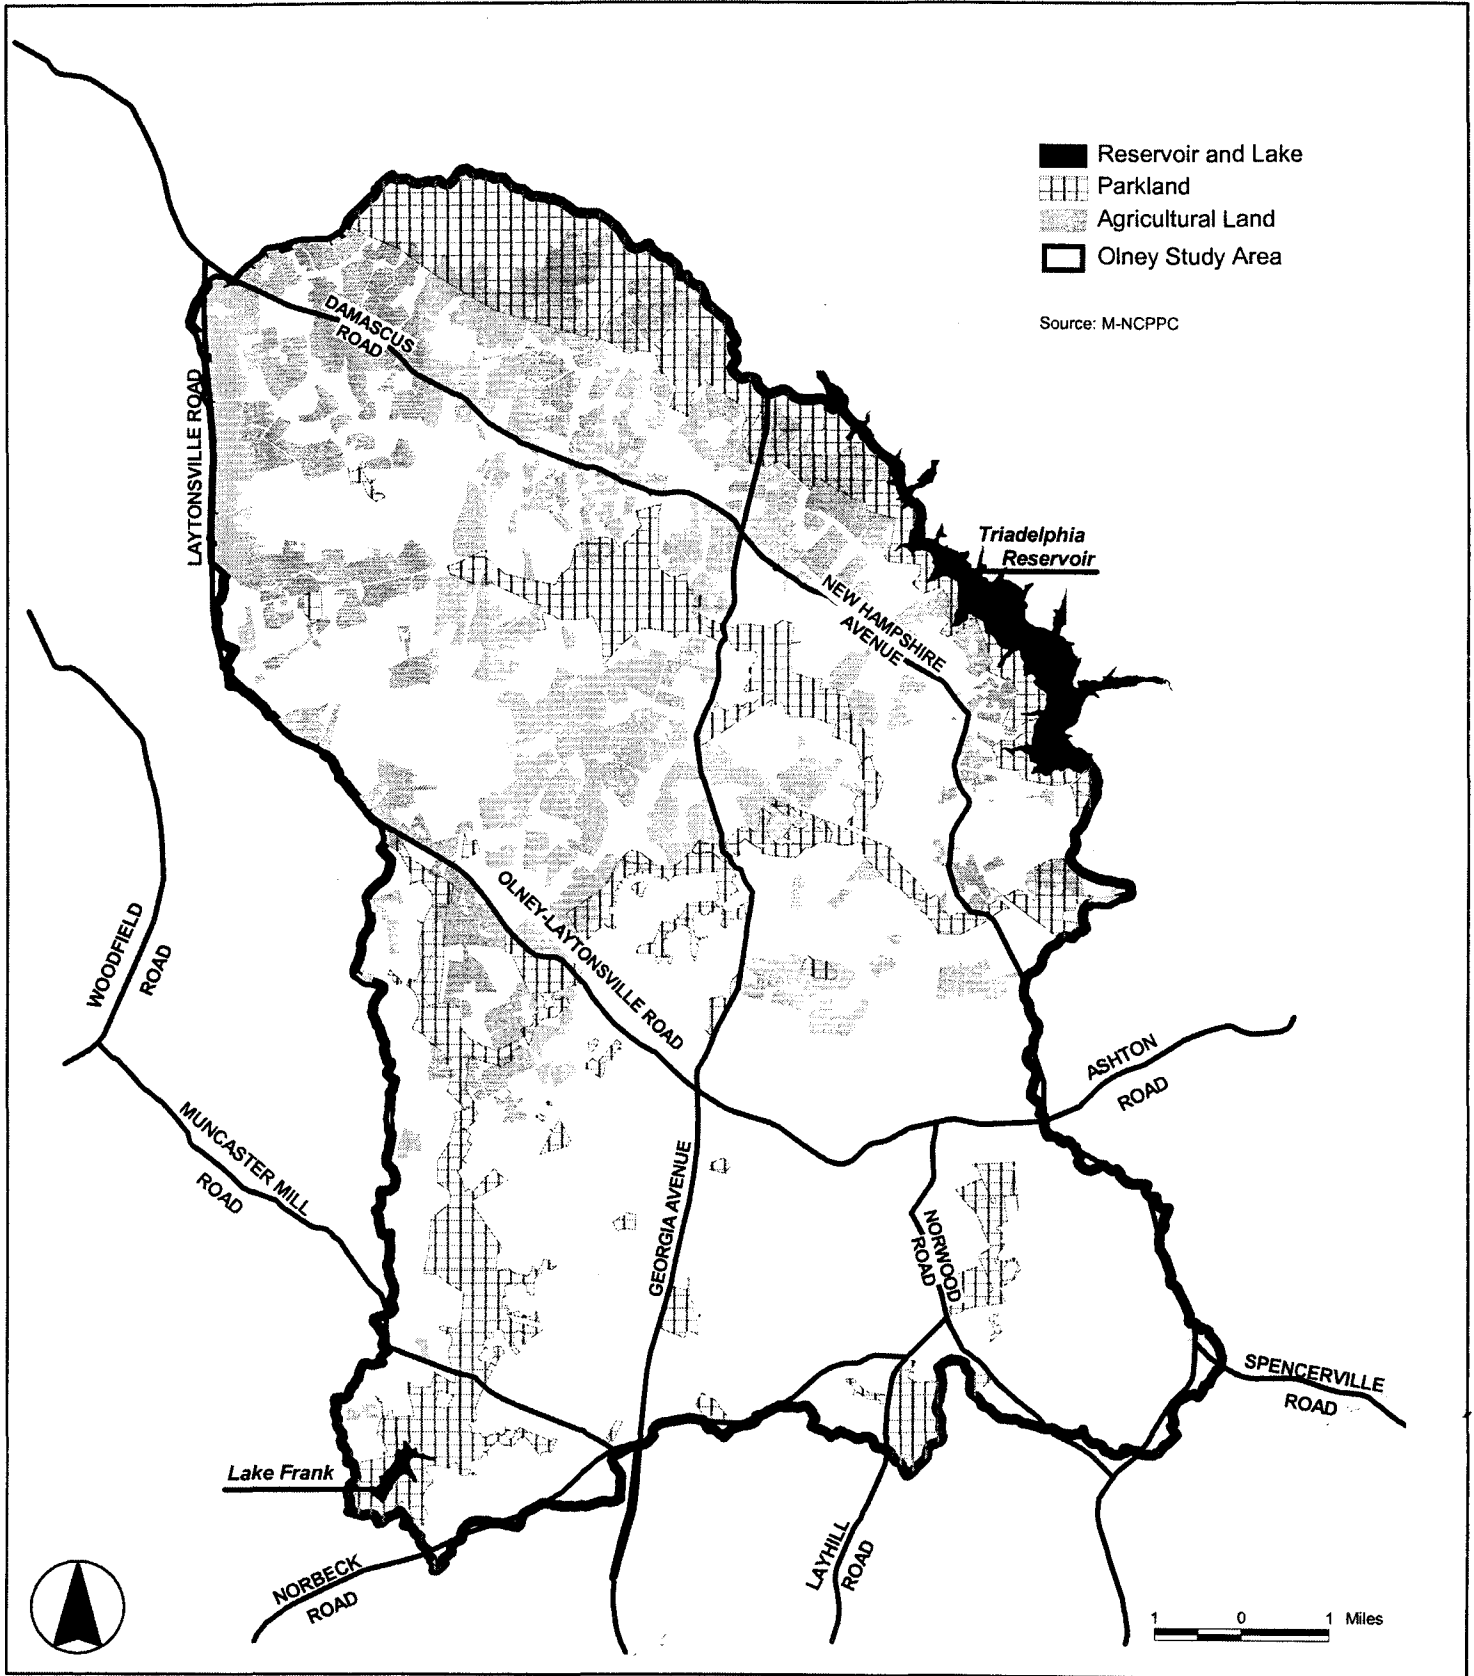 Reservoir and Lake
Parkland
Agricultural Land
Olney Study Area
Source: M-NCPPC
DAMASCUS
ROAD
LAYTONSVILLE ROAD
Triadelphia
Reservoir
NEW HAMPSHIRE
AVENUE
OLNEY-LAYTONSVILLE ROAD
WOODFIELD
ROAD
ASHTON
ROAD
MUNCASTER MILL
ROAD
GEORGIA AVENUE
NORWOOD
ROAD
SPENCERVILLE
ROAD
Lake Frank
LAYHILL
ROAD
NORBECK
ROAD
1 0 1 Miles